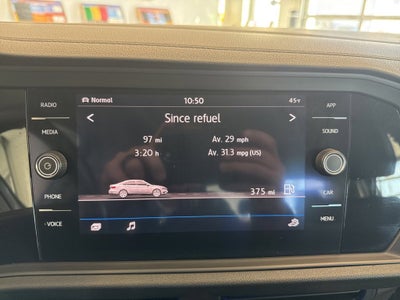 RADIO
MEDIA
PHONE
VOICE
Normal 10:50 45°F
< Since refuel >
97 mi Av. 29 mph
3:20 h Av. 31.3 mpg (US)
375 mi
APP
SOUND
CAR
MENU